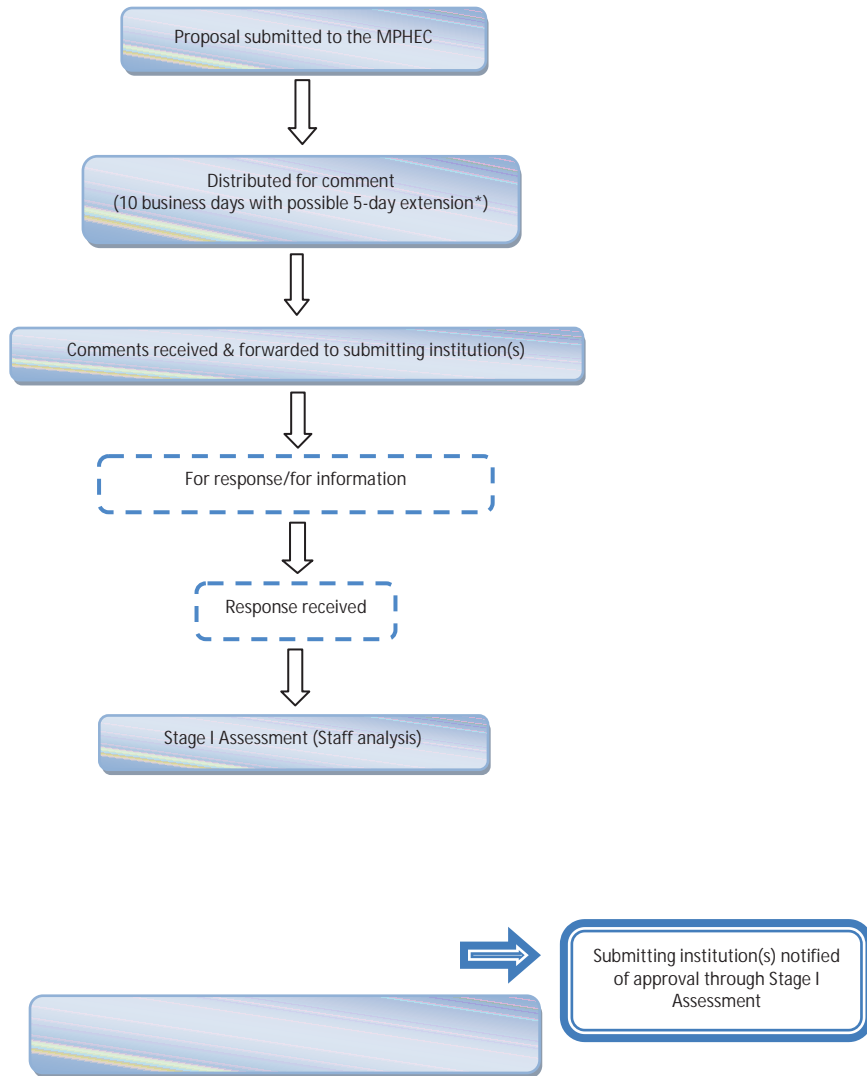 Proposal submitted to the MPHEC
Distributed for comment
(10 business days with possible 5-day extension*)
Comments received & forwarded to submitting institution(s)
For response/for information
Response received
Stage I Assessment (Staff analysis)
Submitting institution(s) notified
of approval through Stage I
Assessment